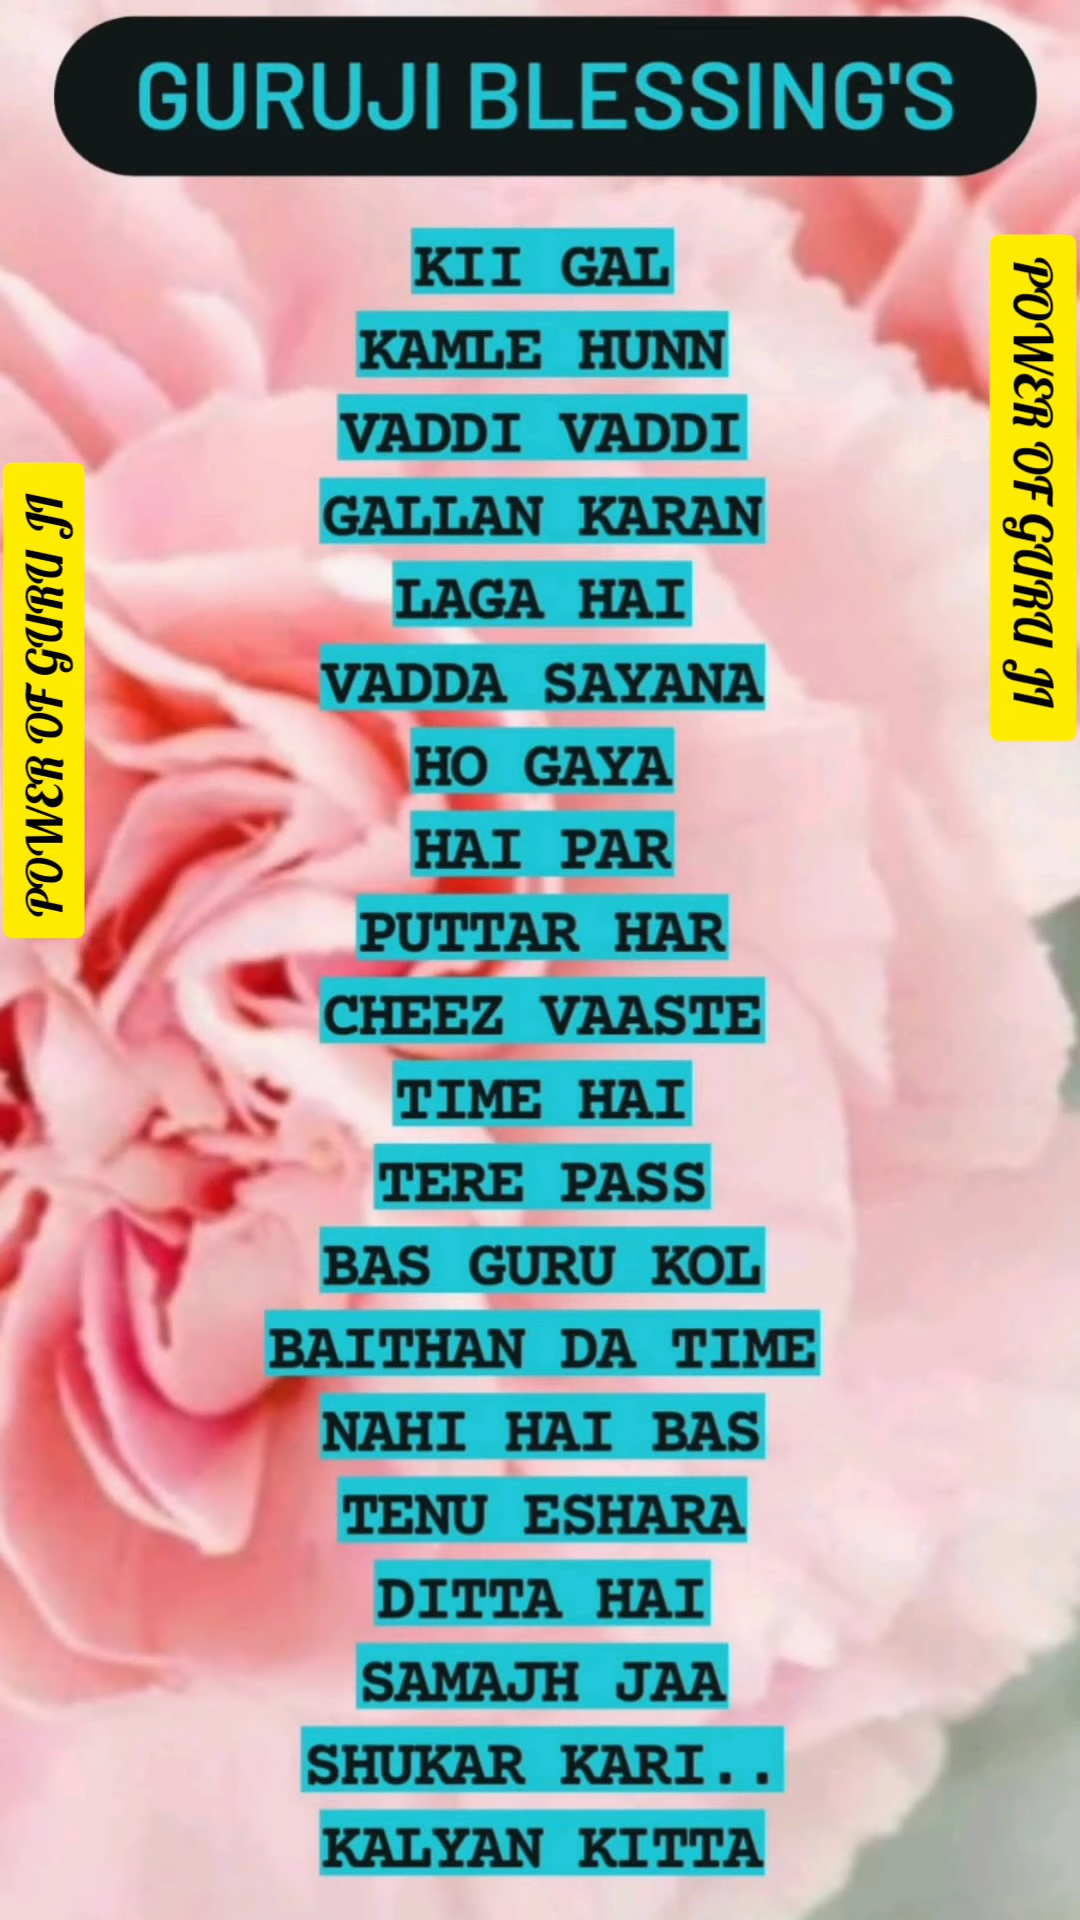 GURUJI BLESSING'S
KII GAL
KAMLE HUNN
VADDI VADDI
GALLAN KARAN
LAGA HAI
VADDA SAYANA
HO GAYA
HAI PAR
PUTTAR HAR
CHEEZ VAASTE
TIME HAI
TERE PASS
BAS GURU KOL
BAITHAN DA TIME
NAHI HAI BAS
TENU ESHARA
DITTA HAI
SAMAJH JAA
SHUKAR KARI..
KALYAN KITTA
POWER OF GURU JI
POWER OF GURU JI